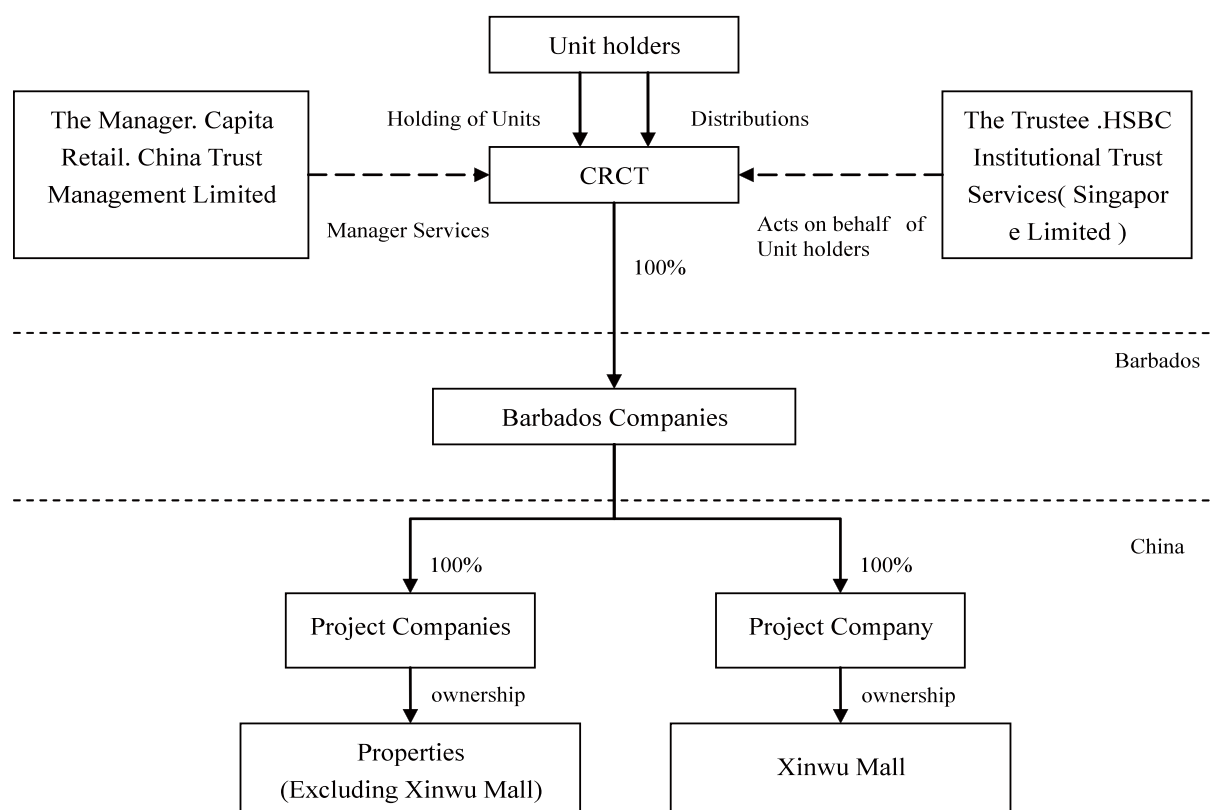 Unit holders
The Manager. Capita
Retail. China Trust
Management Limited
Holding of Units
Distributions
The Trustee .HSBC
Institutional Trust
Services( Singapor
e Limited )
CRCT
Manager Services
Acts on behalf of
Unit holders
100%
Barbados
Barbados Companies
China
100%
100%
Project Companies
Project Company
ownership
ownership
Properties
(Excluding Xinwu Mall)
Xinwu Mall